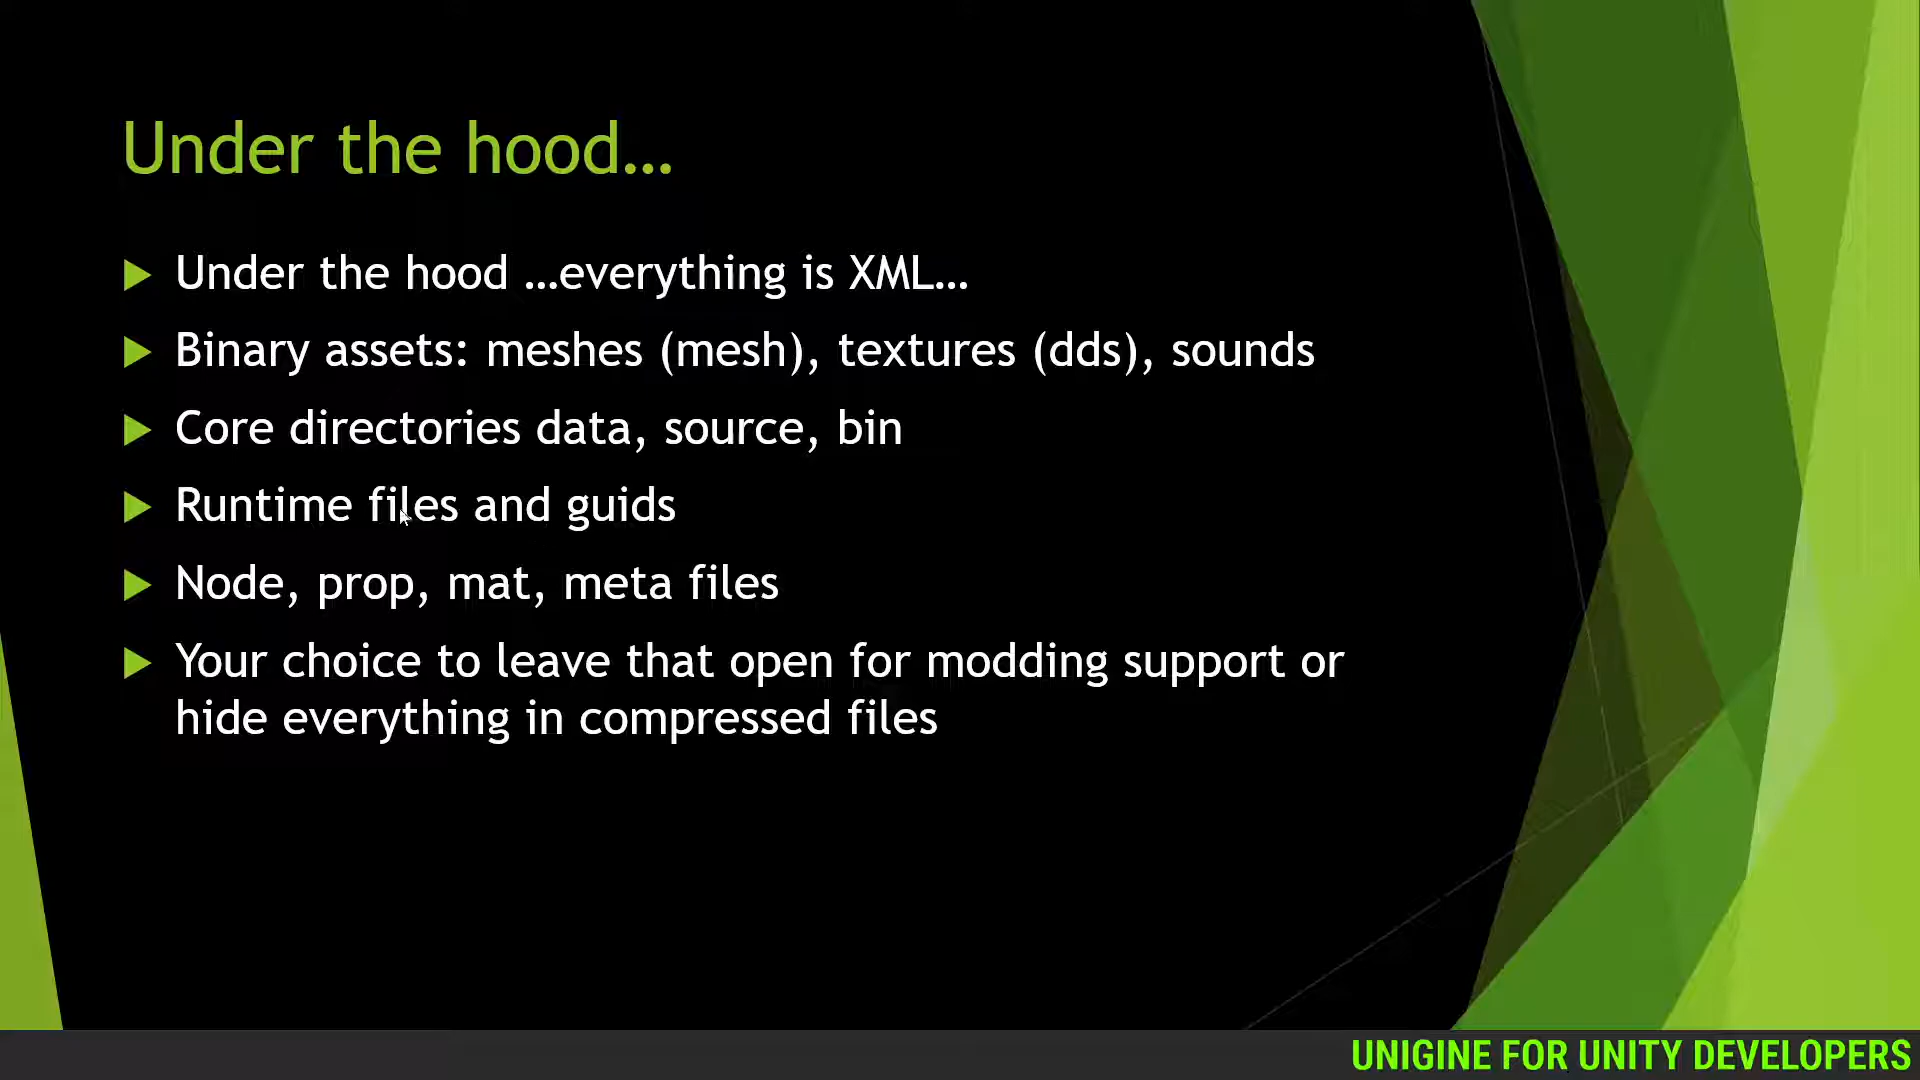 Under the hood…
Under the hood …everything is XML…
Binary assets: meshes (mesh), textures (dds), sounds
Core directories data, source, bin
Runtime files and guids
Node, prop, mat, meta files
Your choice to leave that open for modding support or
hide everything in compressed files
UNIGINE FOR UNITY DEVELOPERS